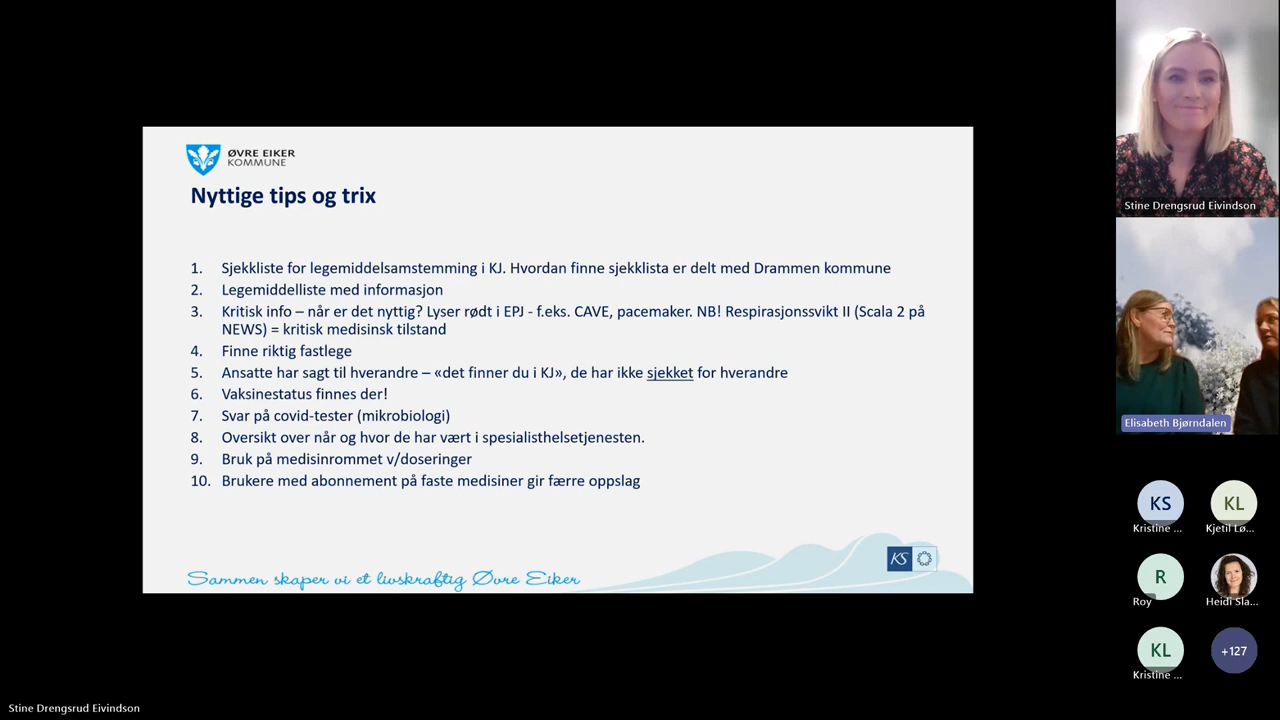 ØVRE EIKER
KOMMUNE
Nyttige tips og trix
1. Sjekkliste for legemiddelsamstemming i KJ. Hvordan finne sjekklista er delt med Drammen kommune
2. Legemiddelliste med informasjon
3. Kritisk info – når er det nyttig? Lyser rødt i EPJ - f.eks. CAVE, pacemaker. NB! Respirasjonssvikt II (Scala 2 på
NEWS) = kritisk medisinsk tilstand
4. Finne riktig fastlege
5. Ansatte har sagt til hverandre – «det finner du i KJ», de har ikke sjekket for hverandre
6. Vaksinestatus finnes der!
7. Svar på covid-tester (mikrobiologi)
8. Oversikt over når og hvor de har vært i spesialisthelsetjenesten.
9. Bruk på medisinrommet v/doseringer
10. Brukere med abonnement på faste medisiner gir færre oppslag
KS
Sammen skaper vi et livskraftig Øvre Eiker
Stine Drengsrud Eivindson
Elisabeth Bjørndalen
KS
KL
Kristine ...
Kjetil Lø...
R
Roy
Heidi Sla...
KL
+127
Kristine ...
Stine Drengsrud Eivindson